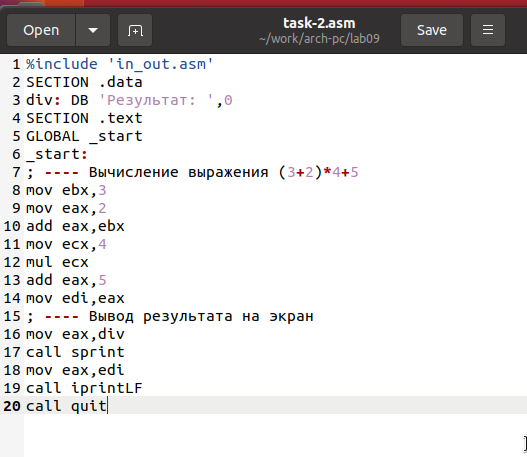 Open
task-2.asm
~/work/arch-pc/lab09
Save
1 %include 'in_out.asm'
2 SECTION .data
3 div: DB 'Результат: ',0
4 SECTION .text
5 GLOBAL _start
6 _start:
7 ; ---- Вычисление выражения (3+2)*4+5
8 mov ebx,3
9 mov eax,2
10 add eax,ebx
11 mov ecx,4
12 mul ecx
13 add eax,5
14 mov edi,eax
15 ; ---- Вывод результата на экран
16 mov eax,div
17 call sprint
18 mov eax,edi
19 call iprintLF
20 call quit